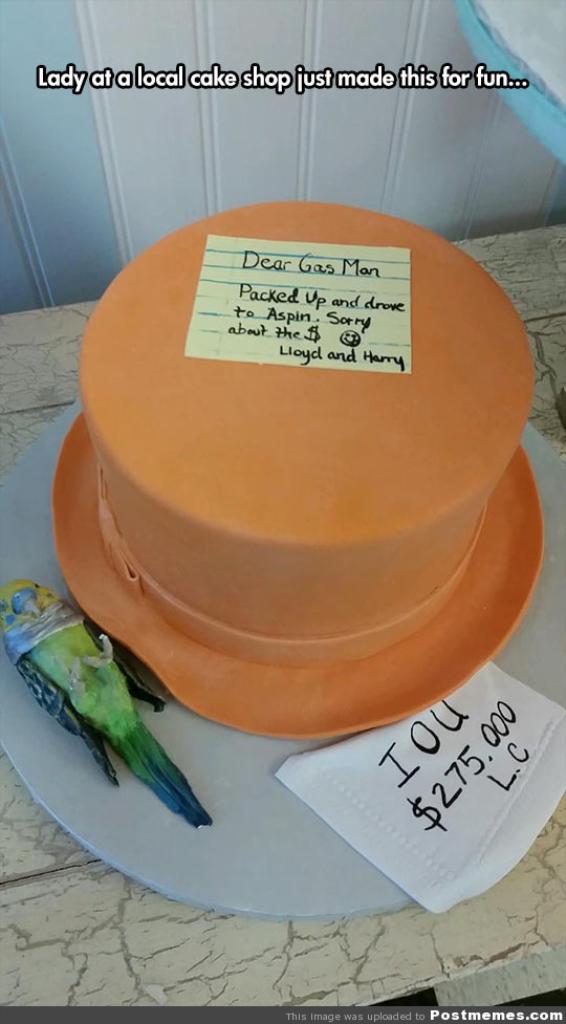 Lady at a local cake shop just made this for fun...
Dear Gas Man
Packed Up and drove
to Aspin. Sorry
about the $
Lloyd and Harry
IOU
$275.000
L.C
This image was uploaded to Postmemes.com